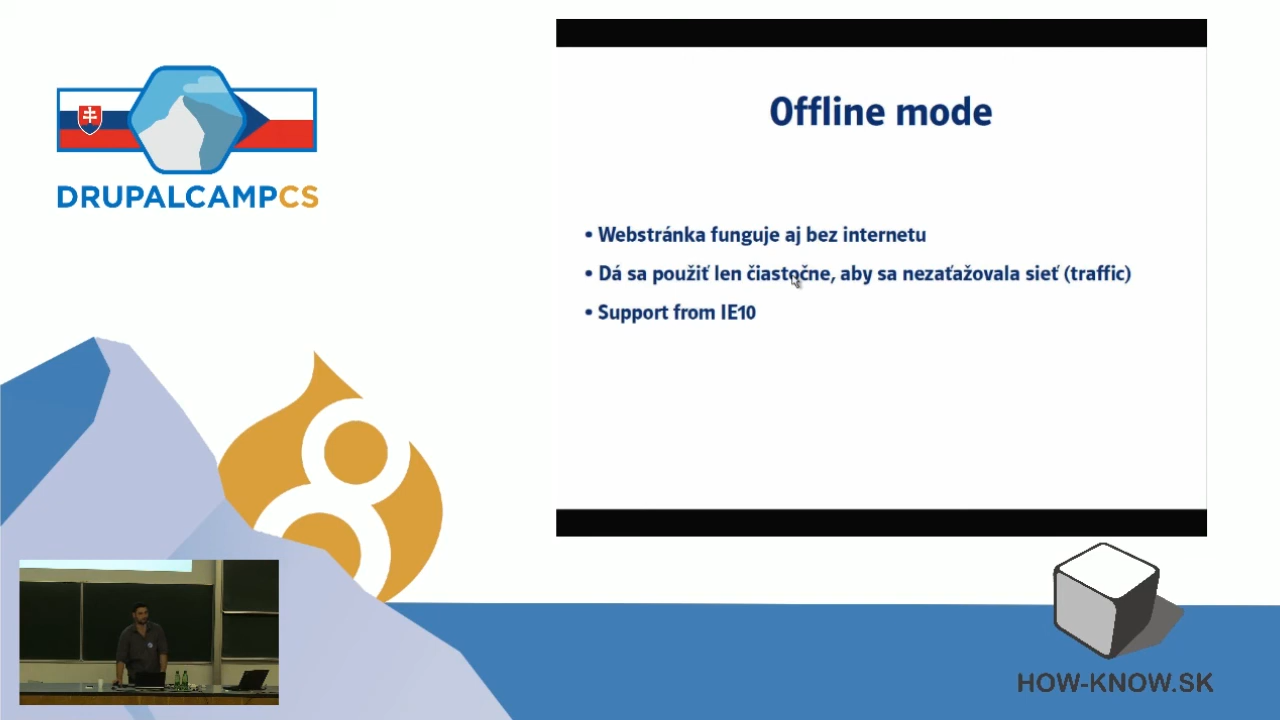 DRUPALCAMPCS
Offline mode
• Webstránka funguje aj bez internetu
• Dá sa použiť len čiastočne, aby sa nezaťažovala sieť (traffic)
• Support from IE10
HOW-KNOW.SK